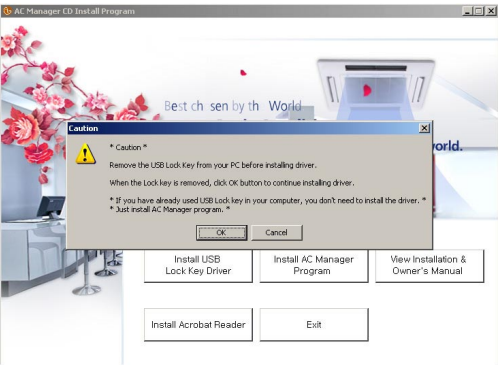 AC Manager CD Install Program
Best ch sen by th World
Caution
world.
* Caution *
Remove the USB Lock Key from your PC before installing driver.
When the Lock key is removed, click OK button to continue installing driver.
* If you have already used USB Lock key in your computer, you don't need to install the driver. *
* Just install AC Manager program. *
OK
Cancel
Install USB
Lock Key Driver
Install AC Manager
Program
View Installation &
Owner's Manual
Install Acrobat Reader
Exit